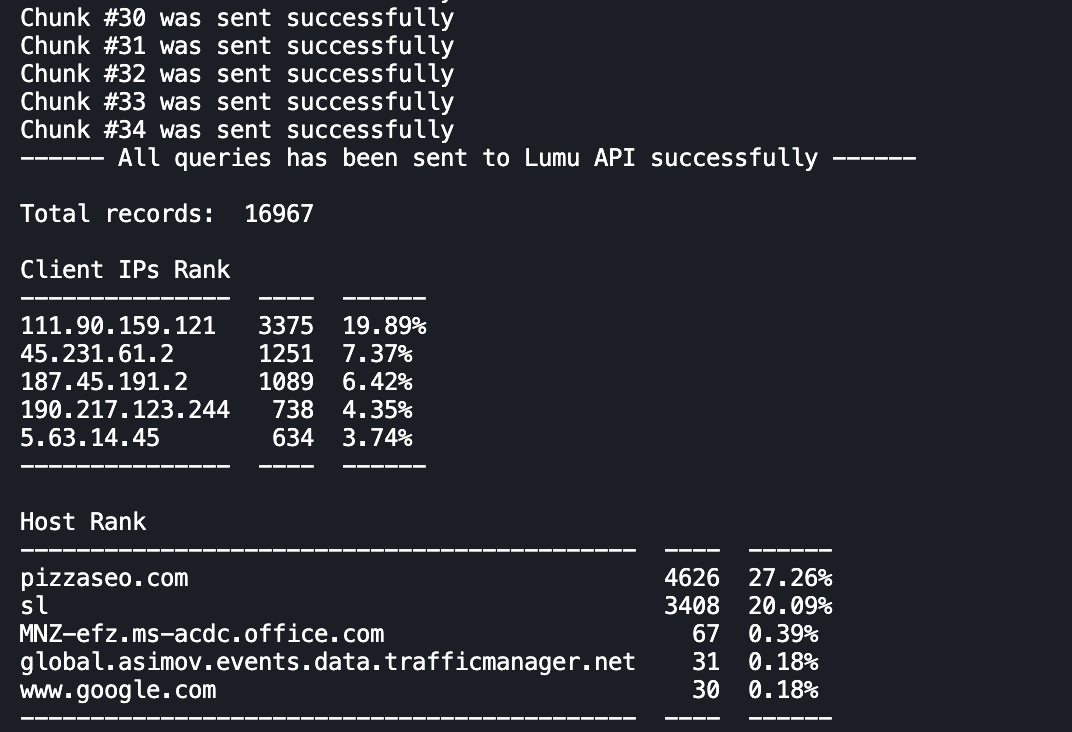 Chunk #30 was sent successfully
Chunk #31 was sent successfully
Chunk #32 was sent successfully
Chunk #33 was sent successfully
Chunk #34 was sent successfully
------ All queries has been sent to Lumu API successfully ------
Total records:  16967
Client IPs Rank
---------------  ----  ------
111.90.159.121   3375  19.89%
45.231.61.2      1251  7.37%
187.45.191.2     1089  6.42%
190.217.123.244   738  4.35%
5.63.14.45        634  3.74%
---------------  ----  ------
Host Rank
--------------------------------------------  ----  ------
pizzaseo.com                                  4626  27.26%
sl                                            3408  20.09%
MNZ-efz.ms-acdc.office.com                      67  0.39%
global.asimov.events.data.trafficmanager.net    31  0.18%
www.google.com                                  30  0.18%
--------------------------------------------  ----  ------